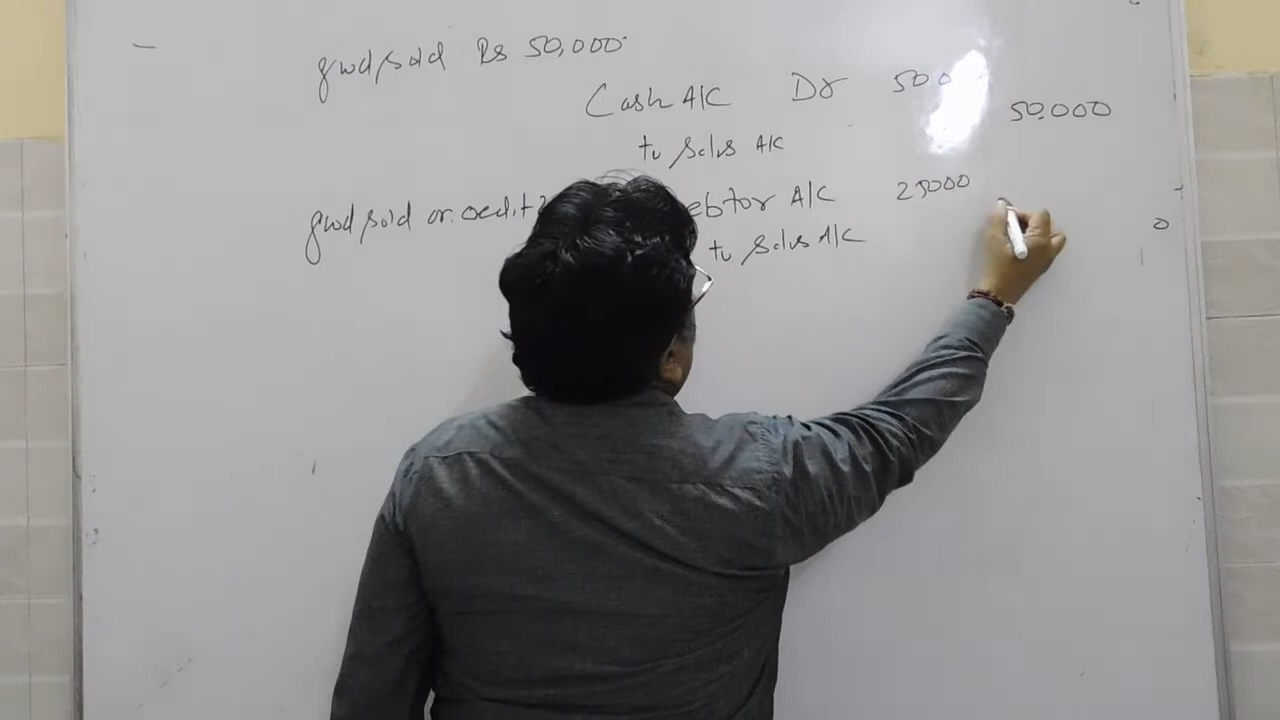 good sold Rs 50,000
Cash A/C Dr 500
50,000
to Sales A/C
good sold on credit ebtor A/C 25000
to Sales A/C